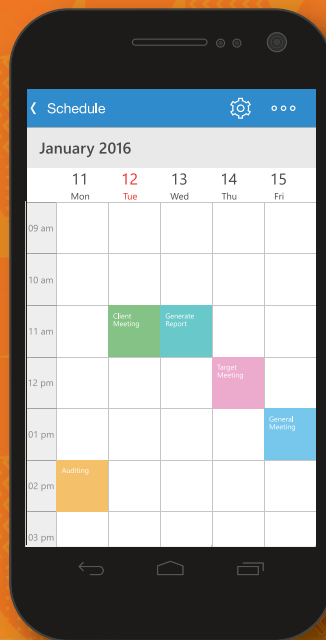 Schedule
January 2016
11 12 13 14 15
Mon Tue Wed Thu Fri
09 am
10 am
Client Generate
Meeting Report
11 am
Target
Meeting
12 pm
General
Meeting
01 pm
Auditing
02 pm
03 pm